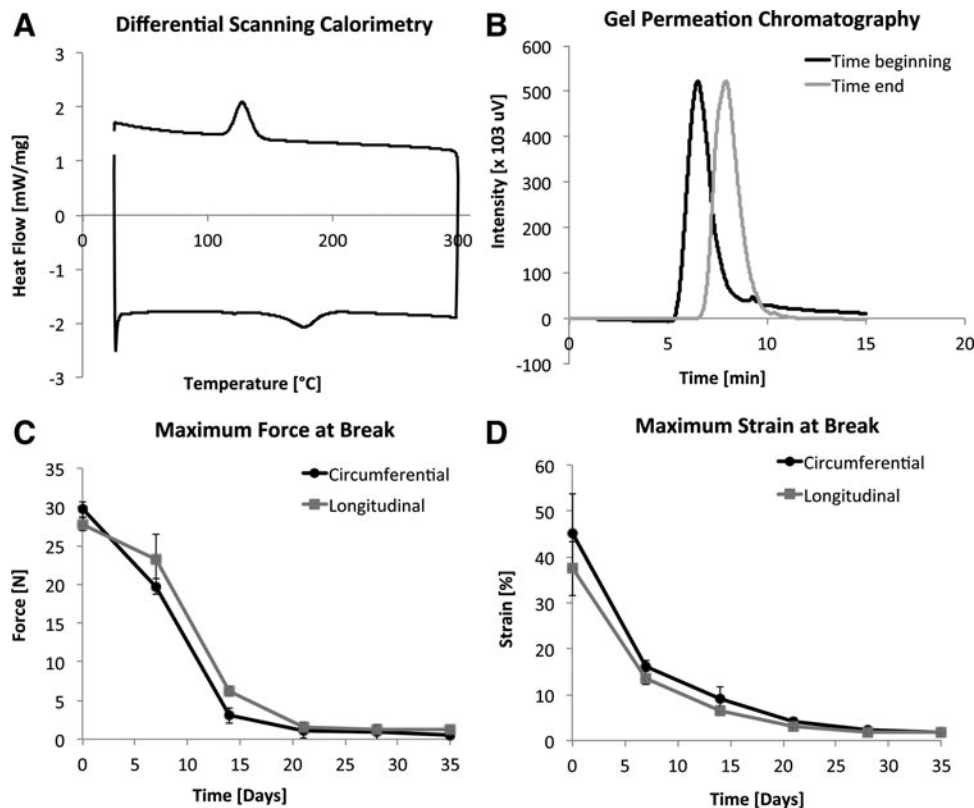 A
Differential Scanning Calorimetry
3
2
1
0
-1
-2
-3
0
100
200
300
Heat Flow [mW/mg]
Temperature [°C]
B
Gel Permeation Chromatography
600
500
400
300
200
100
0
-100
0
5
10
15
20
Intensity [x 103 uV]
Time [min]
Time beginning
Time end
C
Maximum Force at Break
35
30
25
20
15
10
5
0
0
5
10
15
20
25
30
35
Force [N]
Time [Days]
Circumferential
Longitudinal
D
Maximum Strain at Break
60
50
40
30
20
10
0
0
5
10
15
20
25
30
35
Strain [%]
Time [Days]
Circumferential
Longitudinal